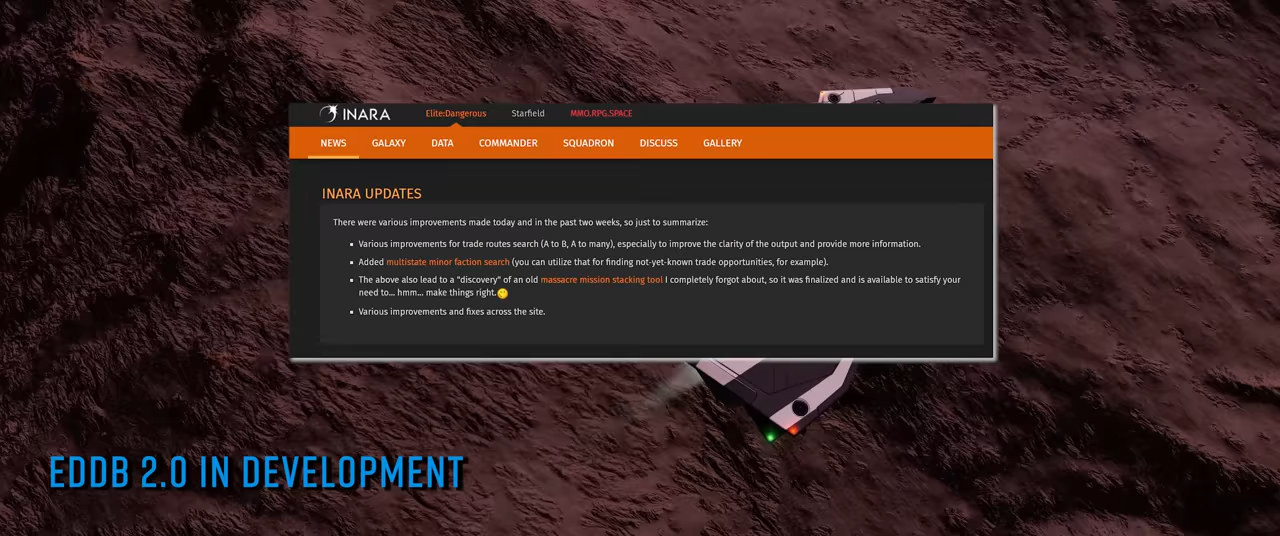 INARA Elite:Dangerous Starfield MMO.RPG.SPACE
NEWS GALAXY DATA COMMANDER SQUADRON DISCUSS GALLERY
INARA UPDATES
There were various improvements made today and in the past two weeks, so just to summarize:
Various improvements for trade routes search (A to B, A to many), especially to improve the clarity of the output and provide more information.
Added multistate minor faction search (you can utilize that for finding not-yet-known trade opportunities, for example).
The above also lead to a "discovery" of an old massacre mission stacking tool I completely forgot about, so it was finalized and is available to satisfy your
need to... hmm... make things right.
Various improvements and fixes across the site.
EDDB 2.0 IN DEVELOPMENT